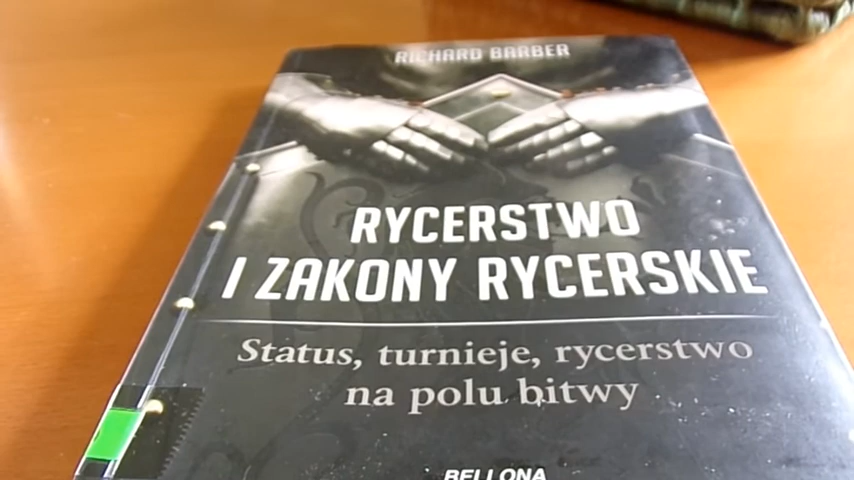 RICHARD BARBER
RYCERSTWO
I ZAKONY RYCERSKIE
Status, turnieje, rycerstwo
na polu bitwy
BELLONA